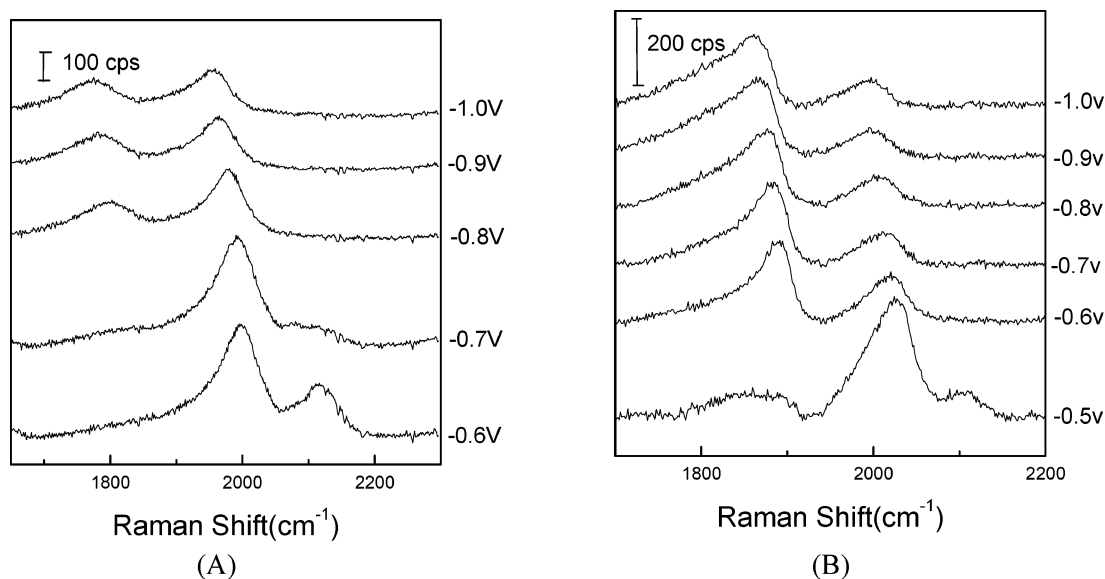 100 cps
-1.0V
-0.9V
-0.8V
-0.7V
-0.6V
1800 2000 2200
Raman Shift(cm⁻¹)
(A)
200 cps
-1.0v
-0.9v
-0.8v
-0.7v
-0.6v
-0.5v
1800 2000 2200
Raman Shift(cm⁻¹)
(B)